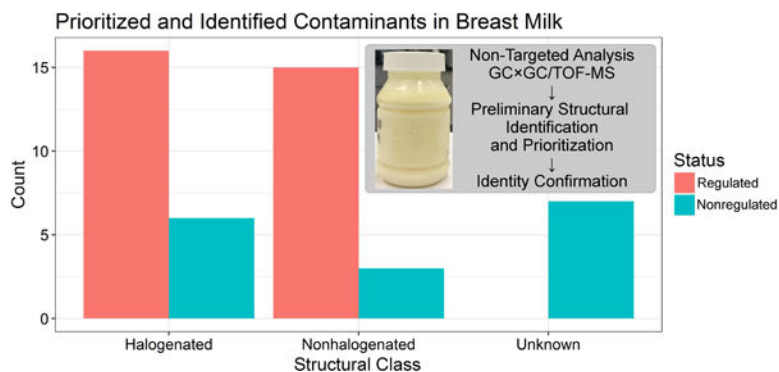 Prioritized and Identified Contaminants in Breast Milk
15
10
5
0
Count
Non-Targeted Analysis
GC×GC/TOF-MS
↓
Preliminary Structural
Identification
and Prioritization
↓
Identity Confirmation
Status
Regulated
Nonregulated
Halogenated
Nonhalogenated
Unknown
Structural Class